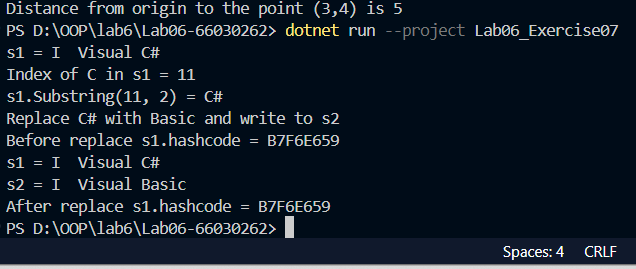 Distance from origin to the point (3,4) is 5
PS D:\OOP\lab6\Lab06-66030262> dotnet run --project Lab06_Exercise07
s1 = I  Visual C#
Index of C in s1 = 11
s1.Substring(11, 2) = C#
Replace C# with Basic and write to s2
Before replace s1.hashcode = B7F6E659
s1 = I  Visual C#
s2 = I  Visual Basic
After replace s1.hashcode = B7F6E659
PS D:\OOP\lab6\Lab06-66030262>
Spaces: 4 CRLF